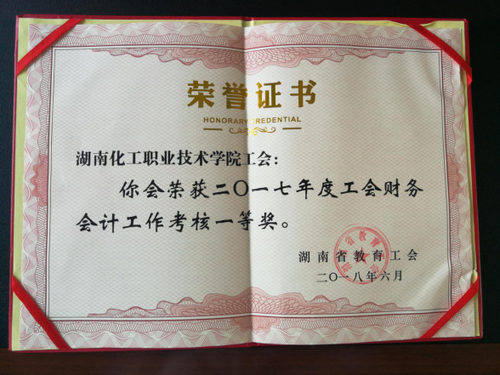 荣誉证书
HONORARY CREDENTIAL
湖南化工职业技术学院工会：
你会荣获二〇一七年度工会财务
会计工作考核一等奖。
湖南省教育工会
二〇一八年六月